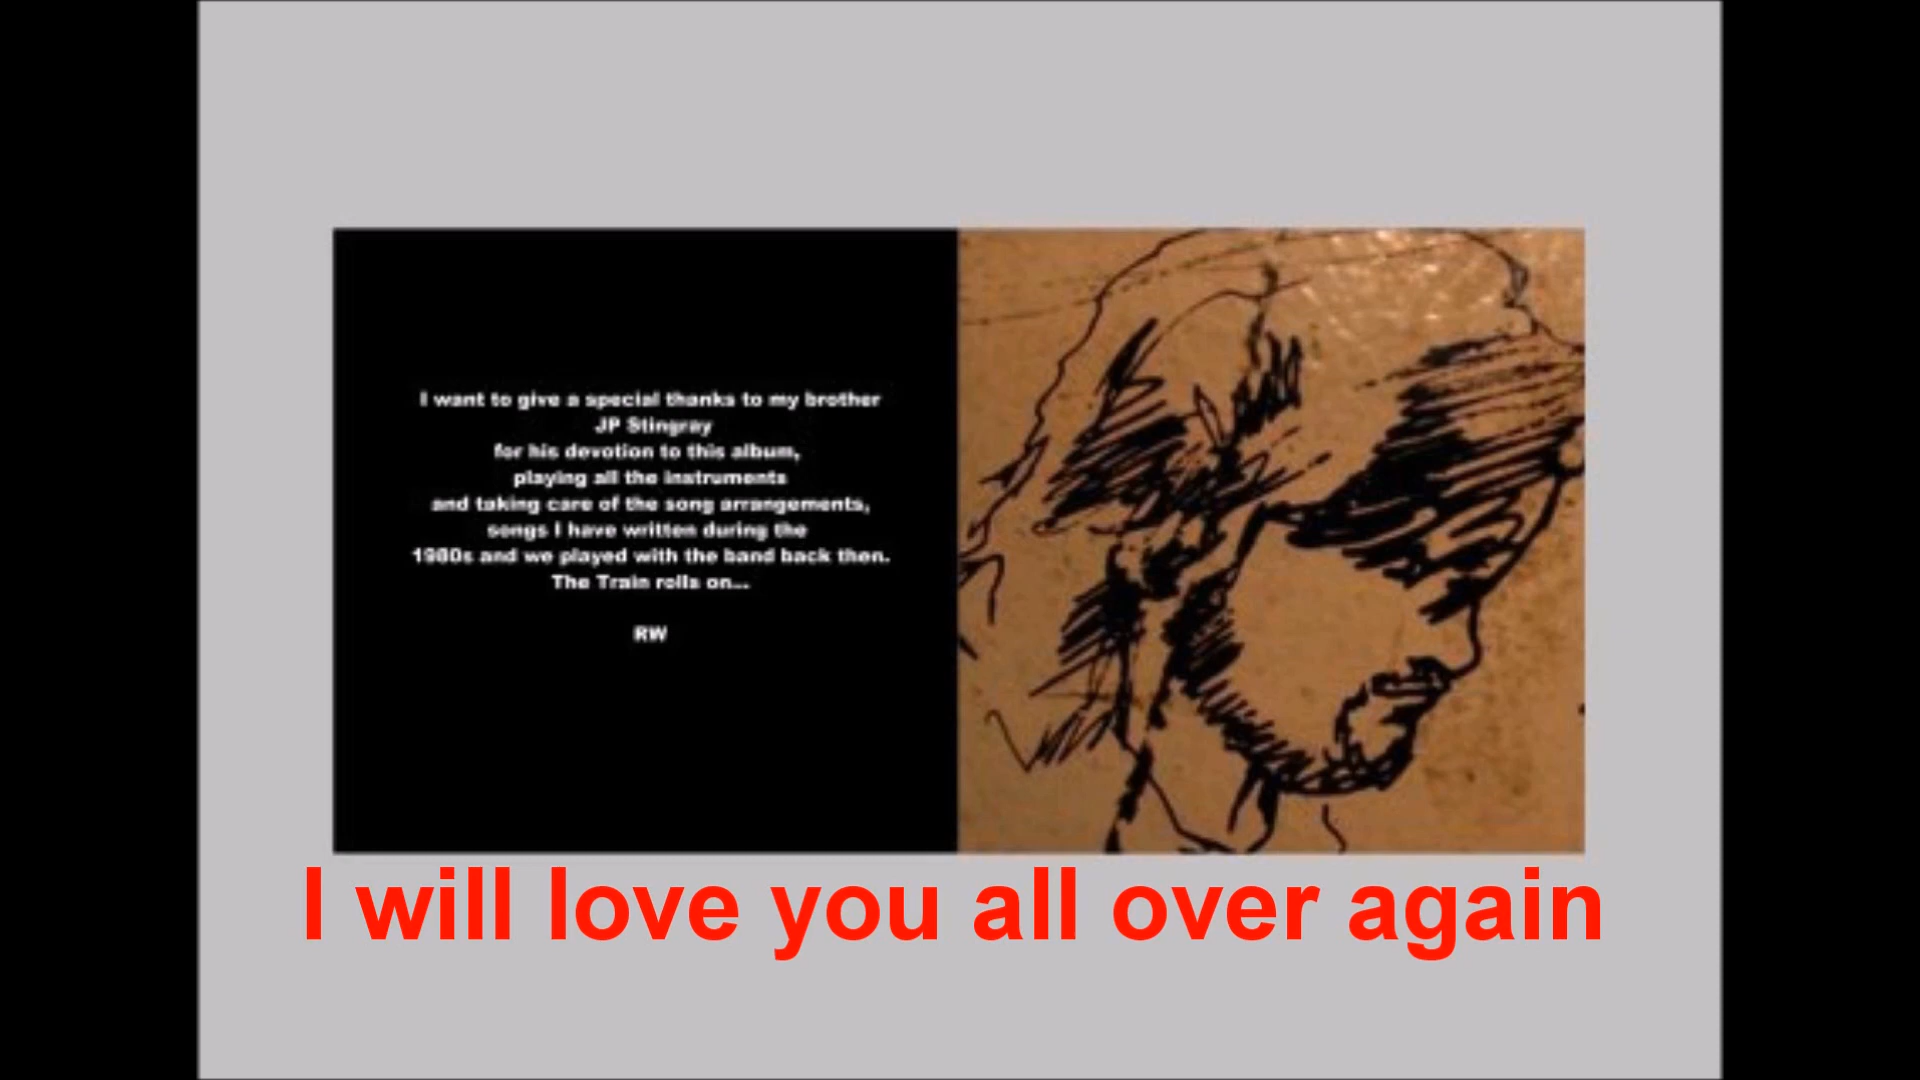 I want to give a special thanks to my brother
JP Stingray
for his devotion to this album,
playing all the instruments
and taking care of the song arrangements,
songs I have written during the
1980s and we played with the band back then.
The Train rolls on...
RW
I will love you all over again